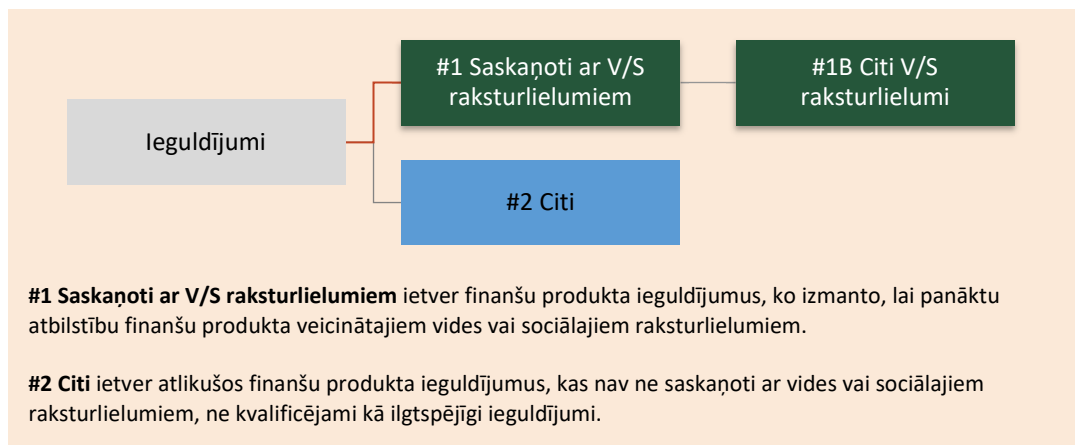 #1 Saskaņoti ar V/S
raksturlielumiem
#1B Citi V/S
raksturlielumi
Ieguldījumi
#2 Citi
#1 Saskaņoti ar V/S raksturlielumiem ietver finanšu produkta ieguldījumus, ko izmanto, lai panāktu
atbilstību finanšu produkta veicinātajiem vides vai sociālajiem raksturlielumiem.
#2 Citi ietver atlikušos finanšu produkta ieguldījumus, kas nav ne saskaņoti ar vides vai sociālajiem
raksturlielumiem, ne kvalificējami kā ilgtspējīgi ieguldījumi.